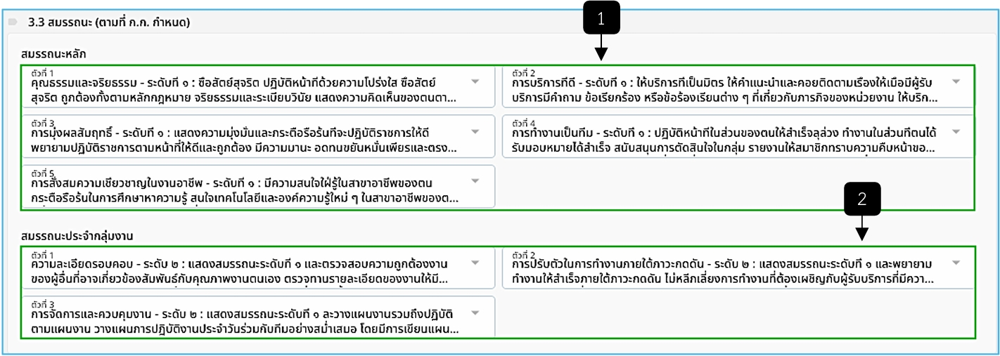 1
3.3 สมรรถนะ (ตามที่ ก.ก. กำหนด)
สมรรถนะหลัก
ตัวที่ 1
คุณธรรมและจริยธรรม - ระดับที่ ๑ : ซื่อสัตย์สุจริต ปฏิบัติหน้าที่ด้วยความโปร่งใส ซื่อสัตย์
สุจริต ถูกต้องทั้งตามหลักกฎหมาย จริยธรรมและระเบียบวินัย แสดงความคิดเห็นของตนตา...
ตัวที่ 2
การบริการที่ดี - ระดับที่ ๑ : ให้บริการที่เป็นมิตร ให้คำแนะนำและคอยติดตามเรื่องให้เมื่อมีผู้รับ
บริการมีคำถาม ข้อเรียกร้อง หรือข้อร้องเรียนต่าง ๆ ที่เกี่ยวกับภารกิจของหน่วยงาน ให้บริก...
ตัวที่ 3
การมุ่งผลสัมฤทธิ์ - ระดับที่ ๑ : แสดงความมุ่งมั่นและกระตือรือร้นที่จะปฏิบัติราชการให้ดี
พยายามปฏิบัติราชการตามหน้าที่ให้ดีและถูกต้อง มีความมานะ อดทนขยันหมั่นเพียรและตรง...
ตัวที่ 4
การทำงานเป็นทีม - ระดับที่ ๑ : ปฏิบัติหน้าที่ในส่วนของตนให้สำเร็จลุล่วง ทำงานในส่วนที่ตนได้
รับมอบหมายได้สำเร็จ สนับสนุนการตัดสินใจในกลุ่ม รายงานให้สมาชิกทราบความคืบหน้าขอ...
ตัวที่ 5
การสั่งสมความเชี่ยวชาญในงานอาชีพ - ระดับที่ ๑ : มีความสนใจใฝ่รู้ในสาขาอาชีพของตน
กระตือรือร้นในการศึกษาหาความรู้ สนใจเทคโนโลยีและองค์ความรู้ใหม่ ๆ ในสาขาอาชีพของต...
2
สมรรถนะประจำกลุ่มงาน
ตัวที่ 1
ความละเอียดรอบคอบ - ระดับ ๒ : แสดงสมรรถนะระดับที่ ๑ และตรวจสอบความถูกต้องงาน
ของผู้อื่นที่อาจเกี่ยวข้องสัมพันธ์กับคุณภาพงานตนเอง ตรวจทานรายละเอียดของงานให้มี...
ตัวที่ 2
การปรับตัวในการทำงานภายใต้ภาวะกดดัน - ระดับ ๒ : แสดงสมรรถนะระดับที่ ๑ และพยายาม
ทำงานให้สำเร็จภายใต้ภาวะกดดัน ไม่หลีกเลี่ยงการทำงานที่ต้องเผชิญกับผู้รับบริการที่มีควา...
ตัวที่ 3
การจัดการและควบคุมงาน - ระดับ ๒ : แสดงสมรรถนะระดับที่ ๑ ละวางแผนงานรวมถึงปฏิบัติ
ตามแผนงาน วางแผนการปฏิบัติงานประจำวันร่วมกับทีมอย่างสม่ำเสมอ โดยมีการเขียนแผน...